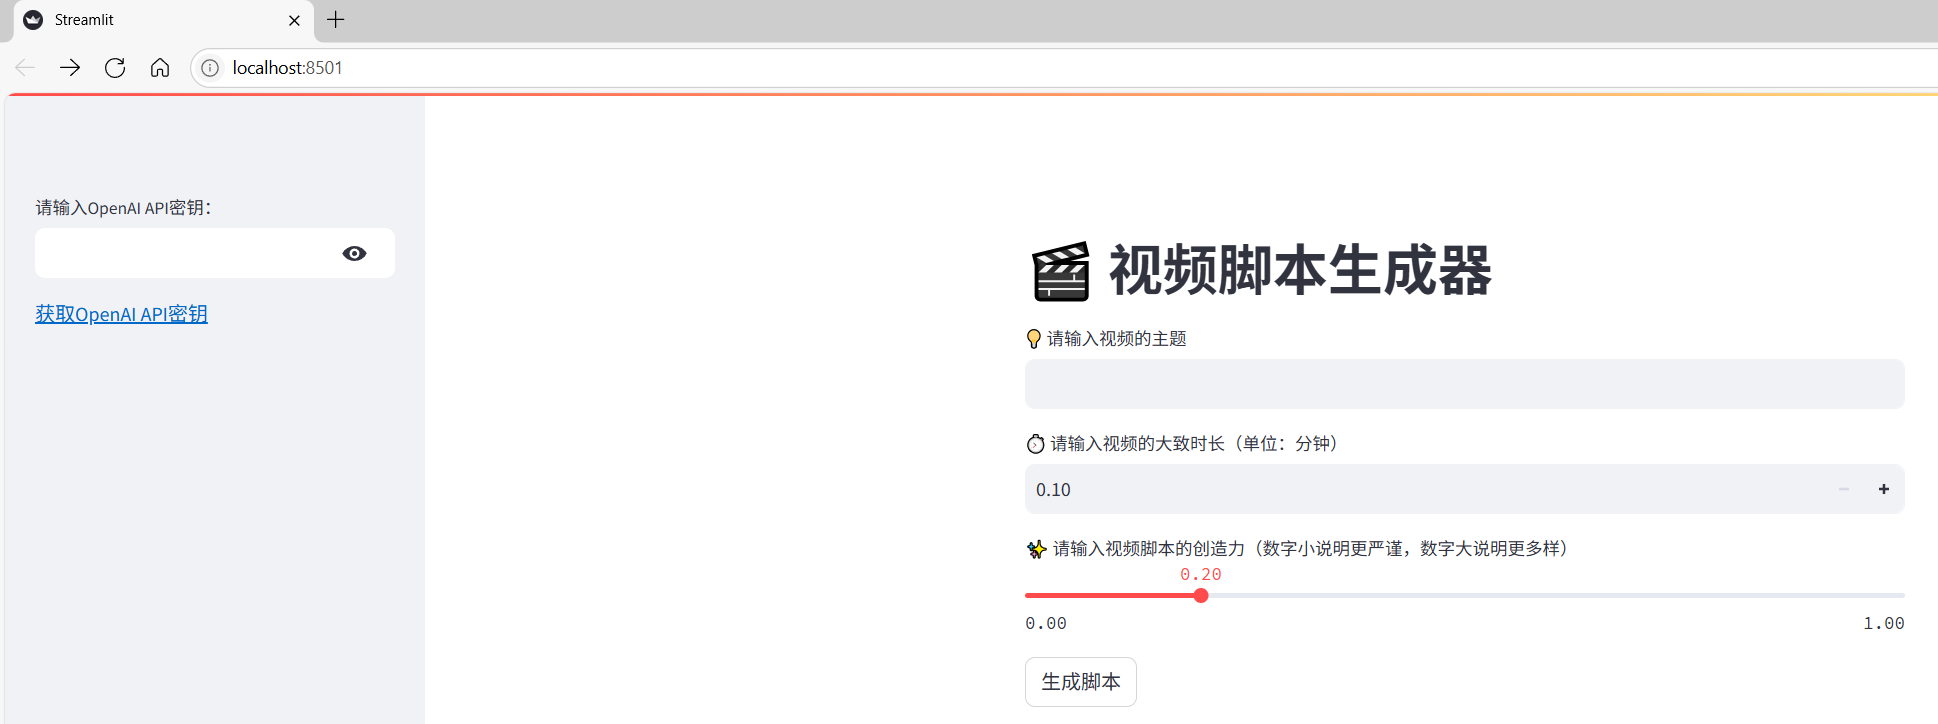 Streamlit
localhost:8501
请输入OpenAI API密钥：
获取OpenAI API密钥
🎬 视频脚本生成器
💡 请输入视频的主题
⏱️ 请输入视频的大致时长（单位：分钟）
0.10
✨ 请输入视频脚本的创造力（数字小说明更严谨，数字大说明更多样）
0.20
0.00 1.00
生成脚本